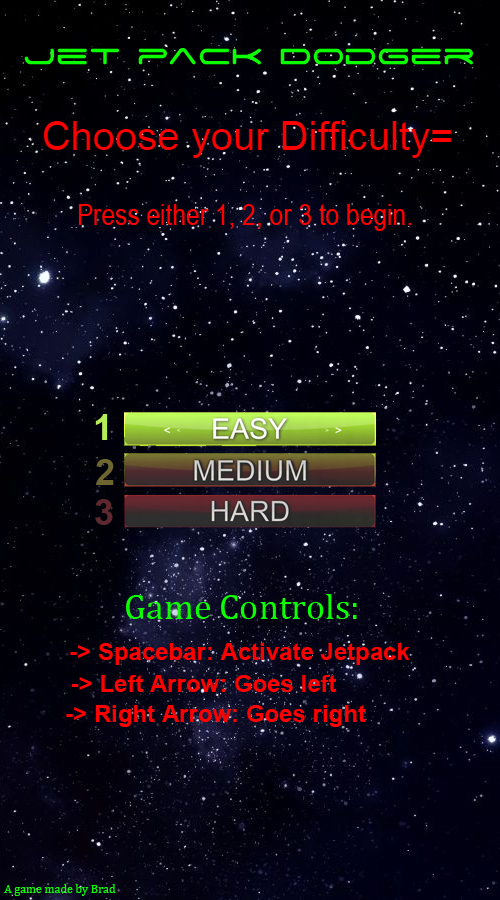 JET PACK DODGER
Choose your Difficulty=
Press either 1, 2, or 3 to begin.
1 < EASY >
2 MEDIUM
3 HARD
Game Controls:
-> Spacebar: Activate Jetpack
-> Left Arrow: Goes left
-> Right Arrow: Goes right
A game made by Brad